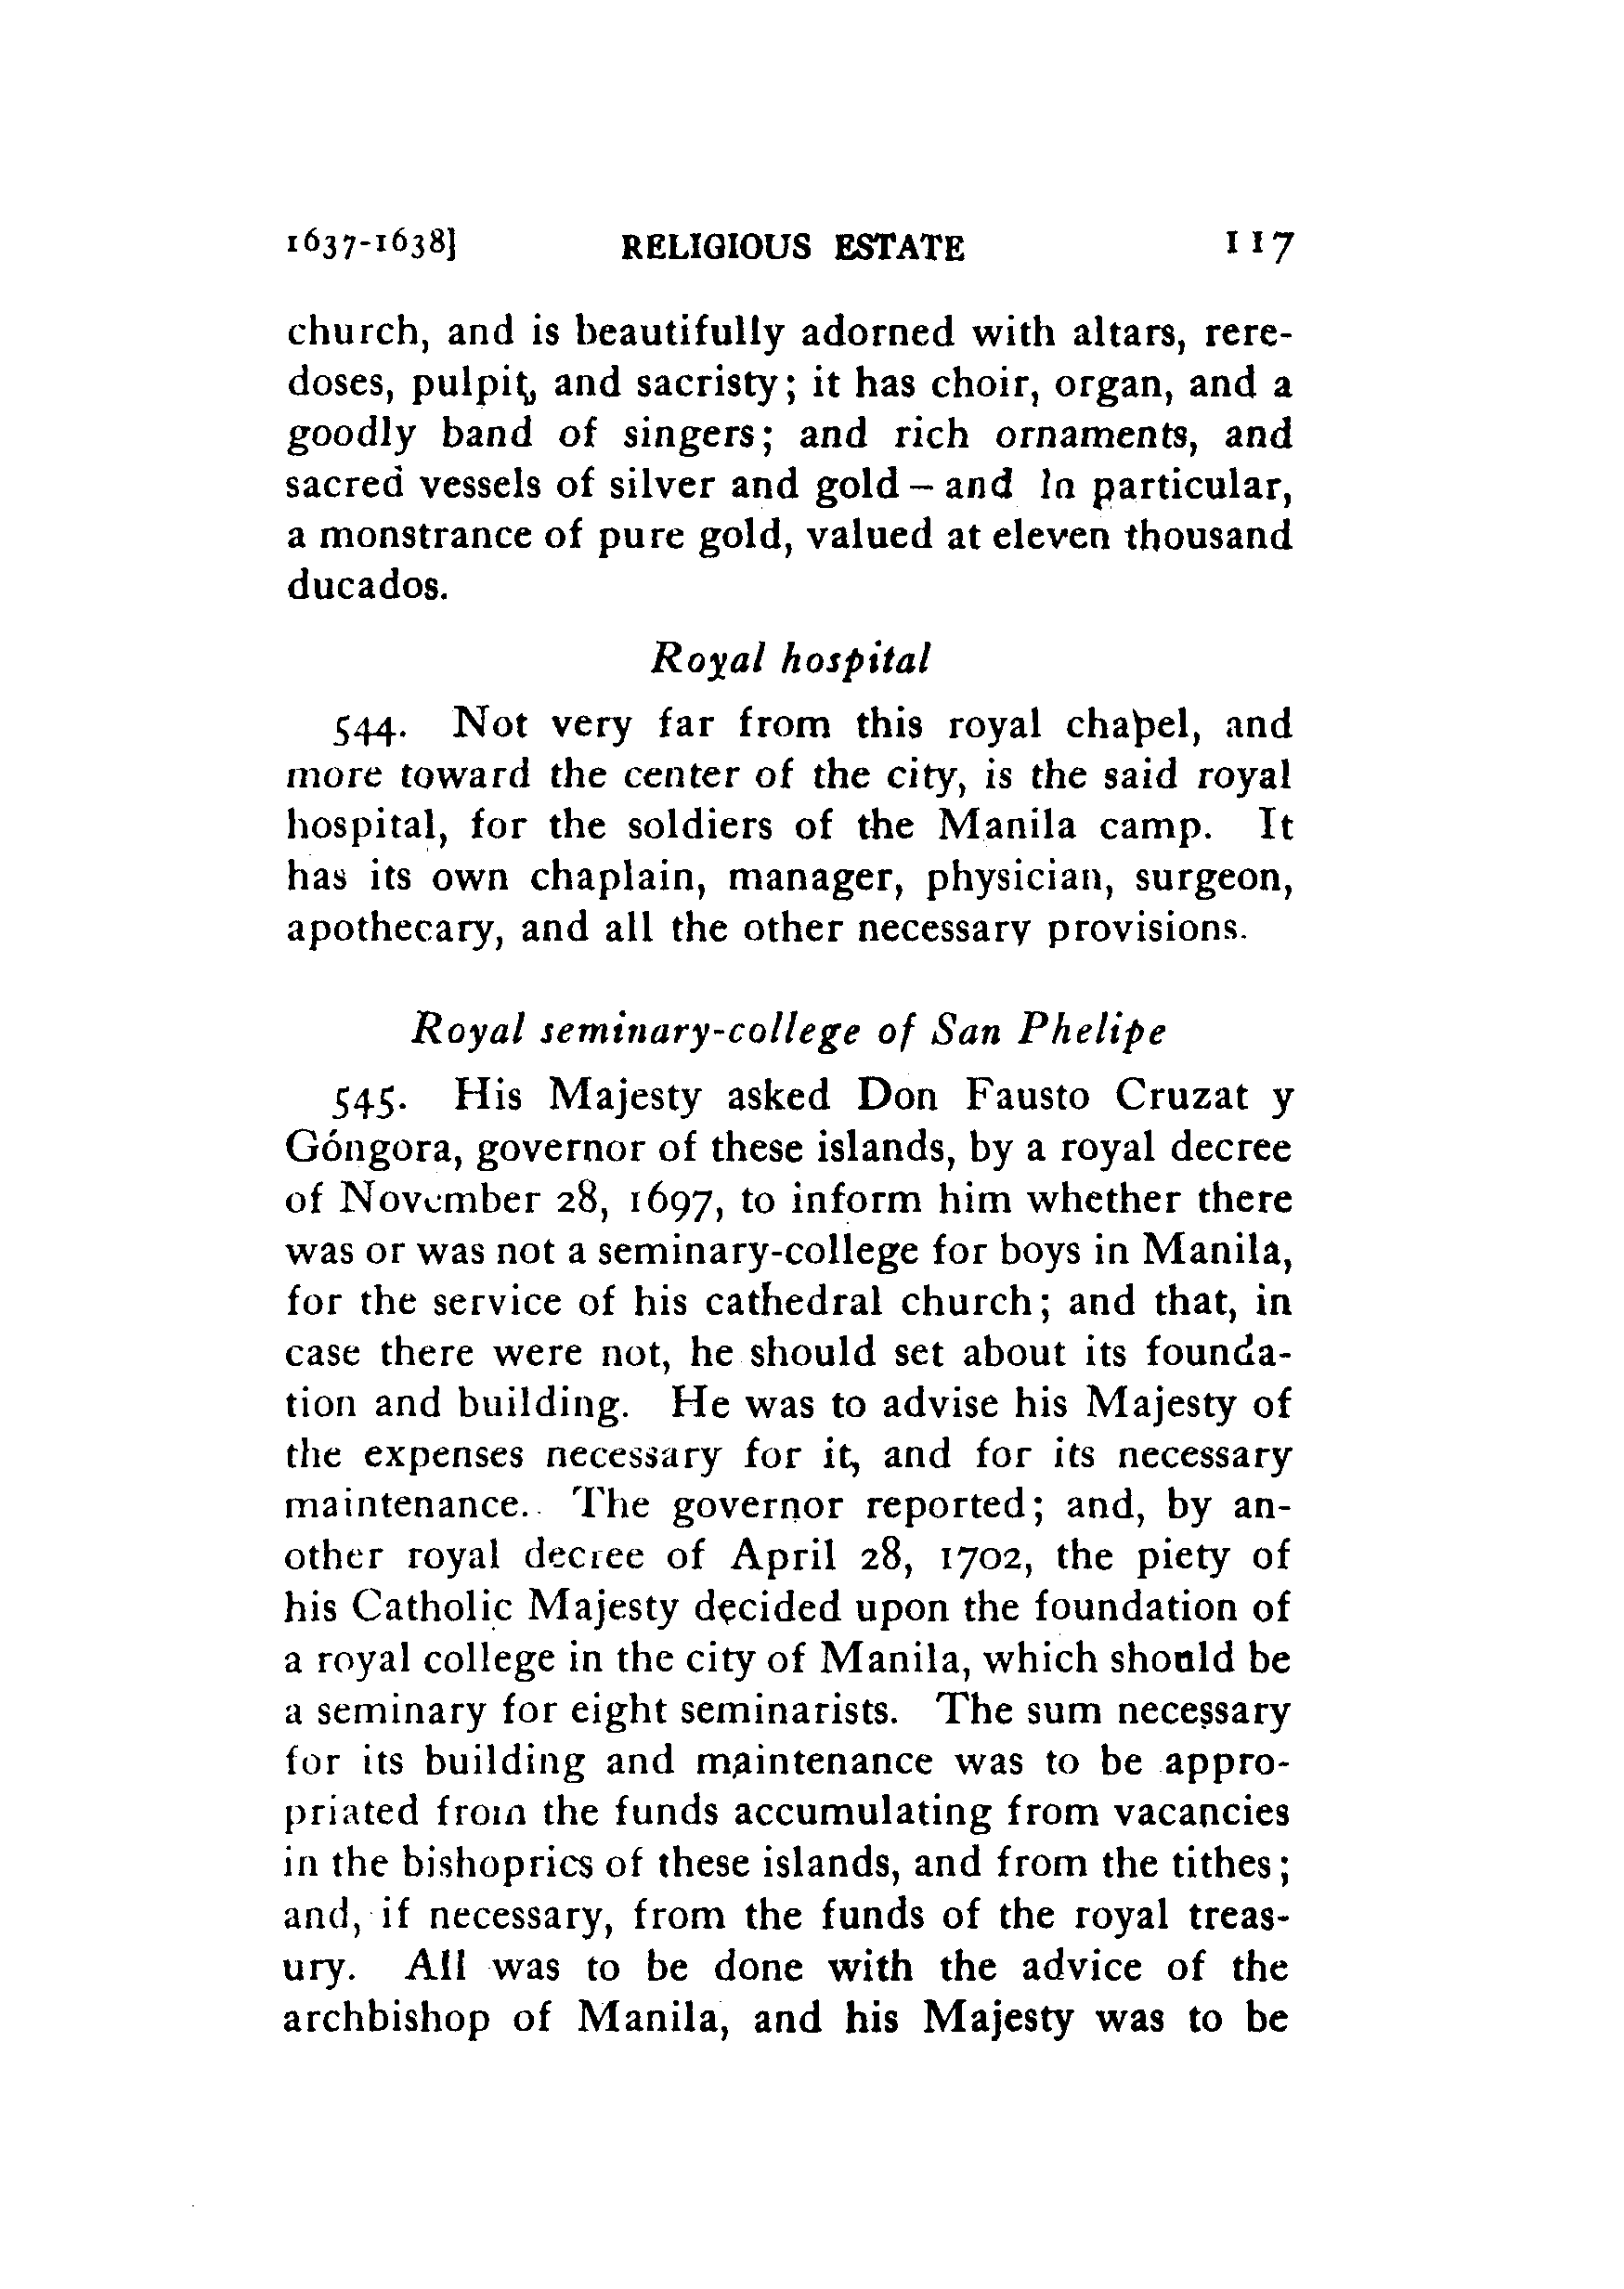 1637-1638] RELIGIOUS ESTATE 117
church, and is beautifully adorned with altars, rere-
doses, pulpit, and sacristy; it has choir, organ, and a
goodly band of singers; and rich ornaments, and
sacred vessels of silver and gold – and in particular,
a monstrance of pure gold, valued at eleven thousand
ducados.
Royal hospital
544. Not very far from this royal chapel, and
more toward the center of the city, is the said royal
hospital, for the soldiers of the Manila camp. It
has its own chaplain, manager, physician, surgeon,
apothecary, and all the other necessary provisions.
Royal seminary-college of San Phelipe
545. His Majesty asked Don Fausto Cruzat y
Góngora, governor of these islands, by a royal decree
of November 28, 1697, to inform him whether there
was or was not a seminary-college for boys in Manila,
for the service of his cathedral church; and that, in
case there were not, he should set about its founda-
tion and building. He was to advise his Majesty of
the expenses necessary for it, and for its necessary
maintenance. The governor reported; and, by an-
other royal decree of April 28, 1702, the piety of
his Catholic Majesty decided upon the foundation of
a royal college in the city of Manila, which should be
a seminary for eight seminarists. The sum necessary
for its building and maintenance was to be appro-
priated from the funds accumulating from vacancies
in the bishoprics of these islands, and from the tithes;
and, if necessary, from the funds of the royal treas-
ury. All was to be done with the advice of the
archbishop of Manila, and his Majesty was to be